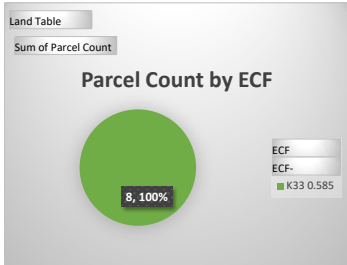 Land Table
Sum of Parcel Count
Parcel Count by ECF
8, 100%
ECF
ECF-
K33 0.585